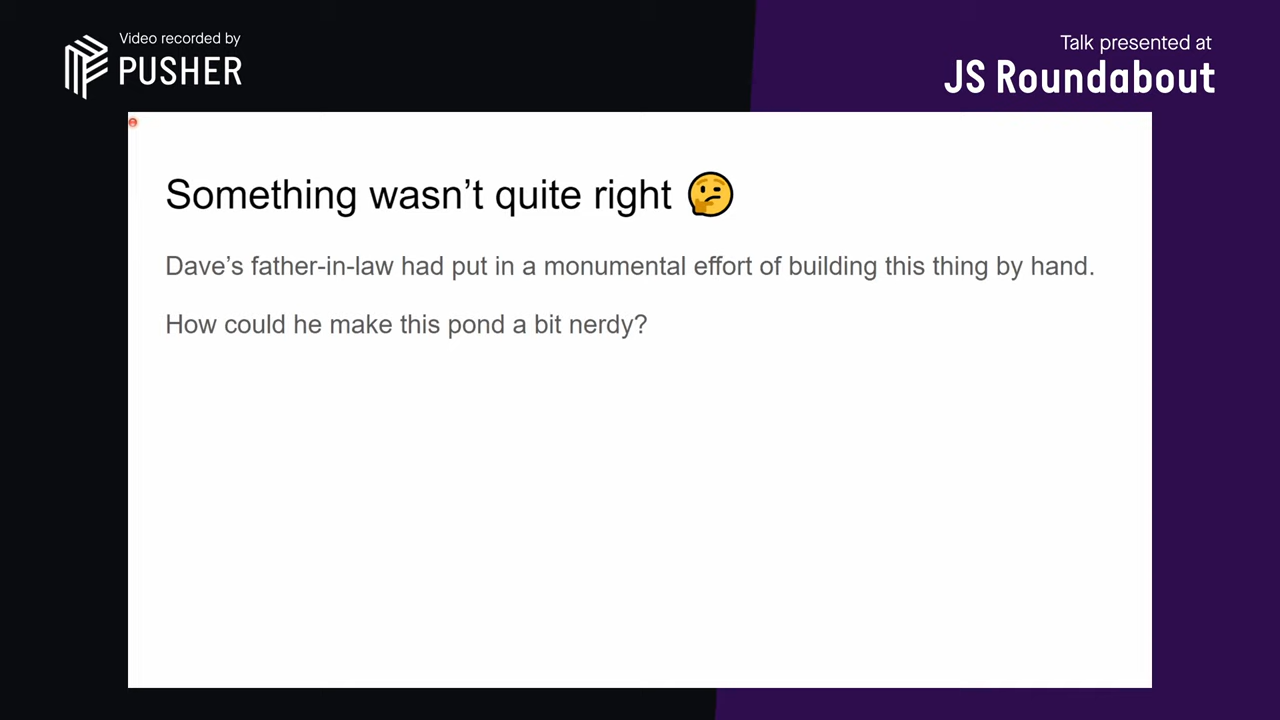 Video recorded by
PUSHER
Talk presented at
JS Roundabout
Something wasn’t quite right 🤔
Dave’s father-in-law had put in a monumental effort of building this thing by hand.
How could he make this pond a bit nerdy?